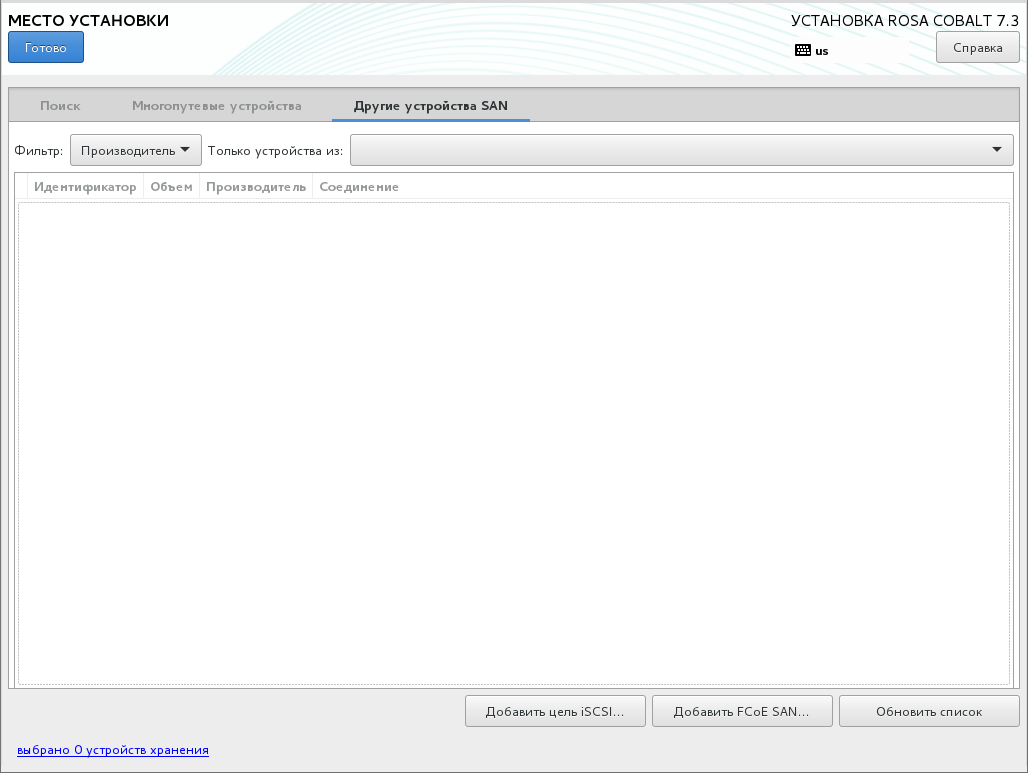 МЕСТО УСТАНОВКИ
УСТАНОВКА ROSA COBALT 7.3
Готово
us
Справка
Поиск Многопутевые устройства Другие устройства SAN
Фильтр: Производитель Только устройства из:
Идентификатор Объем Производитель Соединение
Добавить цель iSCSI... Добавить FCoE SAN... Обновить список
выбрано 0 устройств хранения